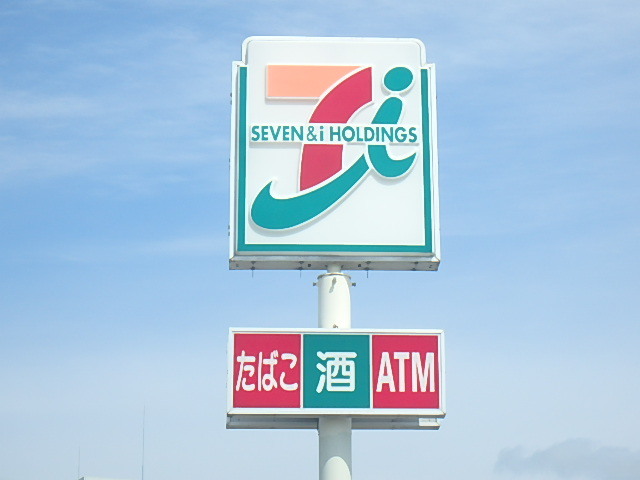 SEVEN & i HOLDINGS
たばこ 酒 ATM